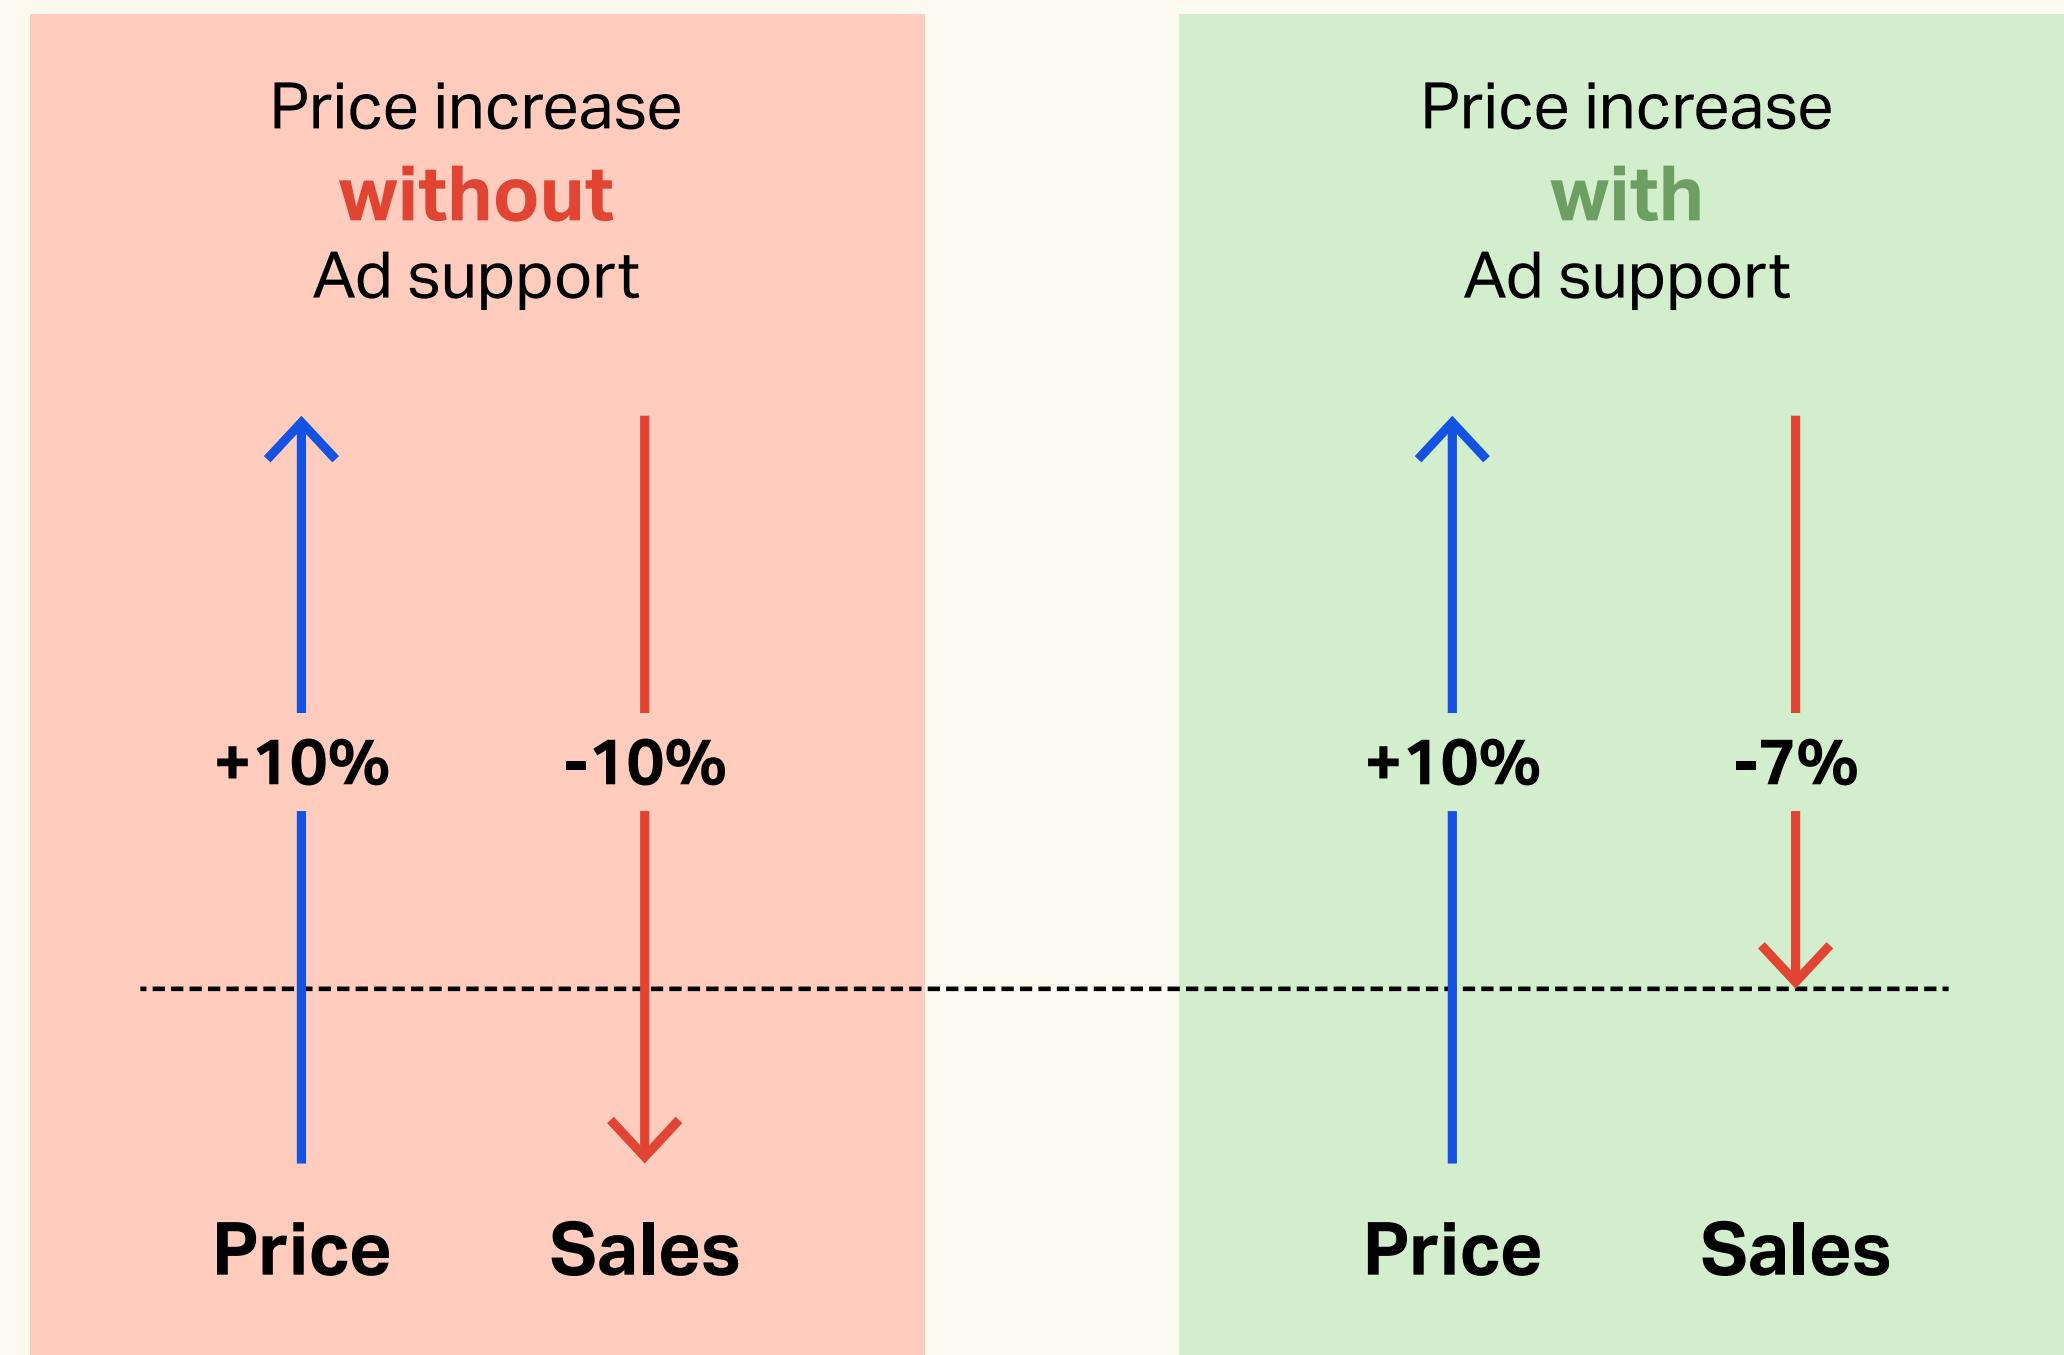 Price increase
without
Ad support
+10%
-10%
Price
Sales
Price increase
with
Ad support
+10%
-7%
Price
Sales